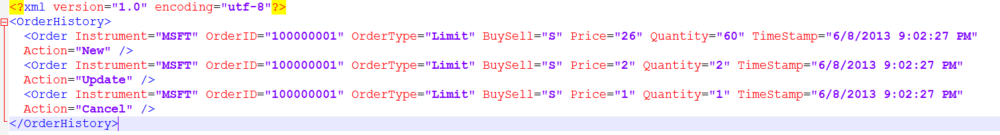 <?xml version="1.0" encoding="utf-8"?>
<OrderHistory>
<Order Instrument="MSFT" OrderID="100000001" OrderType="Limit" BuySell="S" Price="26" Quantity="60" TimeStamp="6/8/2013 9:02:27 PM"
Action="New" />
<Order Instrument="MSFT" OrderID="100000001" OrderType="Limit" BuySell="S" Price="2" Quantity="2" TimeStamp="6/8/2013 9:02:27 PM"
Action="Update" />
<Order Instrument="MSFT" OrderID="100000001" OrderType="Limit" BuySell="S" Price="1" Quantity="1" TimeStamp="6/8/2013 9:02:27 PM"
Action="Cancel" />
</OrderHistory>